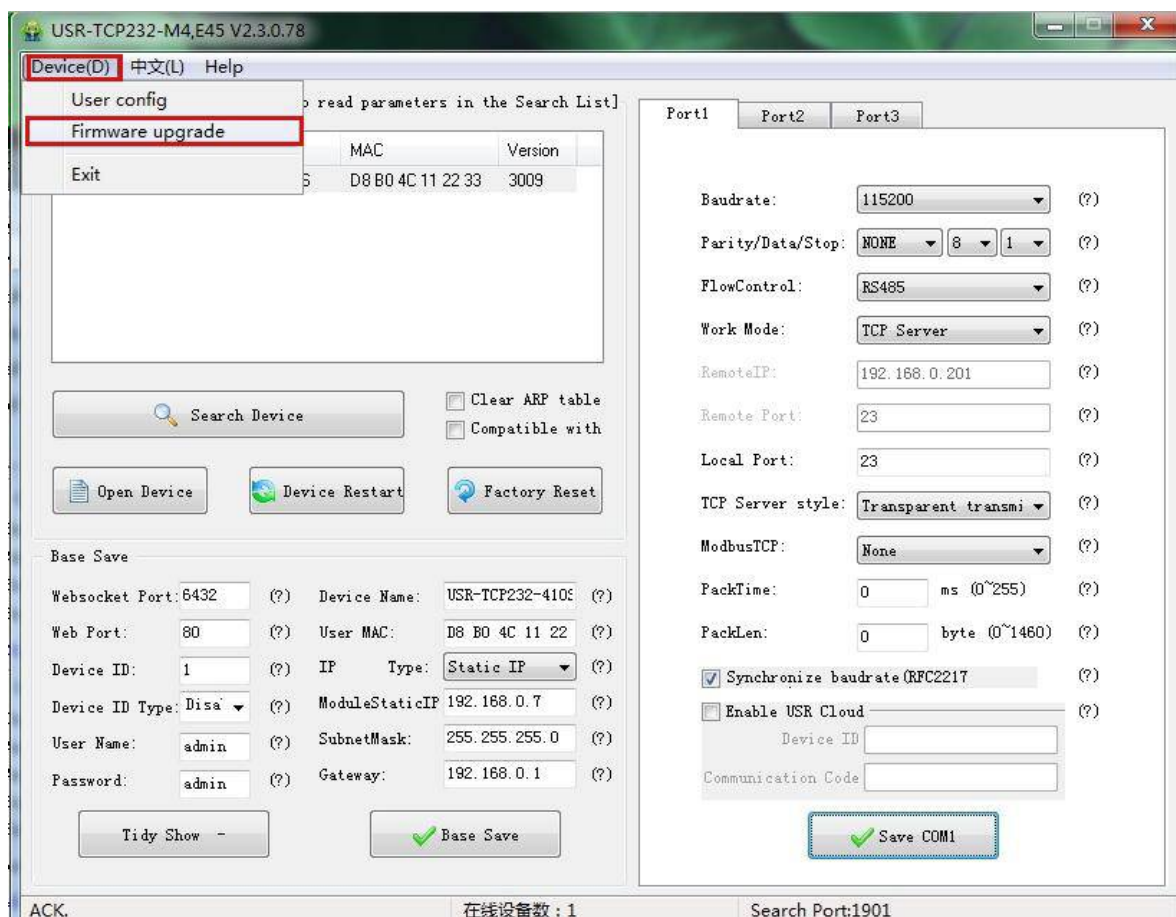 USR-TCP232-M4,E45 V2.3.0.78
Device(D) 中文(L) Help
User config
Firmware upgrade
Exit
o read parameters in the Search List]
MAC Version
D8 B0 4C 11 22 33 3009
Search Device
Clear ARP table
Compatible with
Open Device
Device Restart
Factory Reset
Base Save
Websocket Port: 6432 (?) Device Name: USR-TCP232-410S (?)
Web Port: 80 (?) User MAC: D8 B0 4C 11 22 (?)
Device ID: 1 (?) IP Type: Static IP (?)
Device ID Type: Disa (?) ModuleStaticIP 192.168.0.7 (?)
User Name: admin (?) SubnetMask: 255.255.255.0 (?)
Password: admin (?) Gateway: 192.168.0.1 (?)
Tidy Show -
Base Save
Port1 Port2 Port3
Baudrate: 115200 (?)
Parity/Data/Stop: NONE 8 1 (?)
FlowControl: RS485 (?)
Work Mode: TCP Server (?)
RemoteIP: 192.168.0.201 (?)
Remote Port: 23 (?)
Local Port: 23 (?)
TCP Server style: Transparent transmi (?)
ModbusTCP: None (?)
PackTime: 0 ms (0~255) (?)
PackLen: 0 byte (0~1460) (?)
Synchronize baudrate(RFC2217 (?)
Enable USR Cloud (?)
Device ID
Communication Code
Save COM1
ACK. 在线设备数：1 Search Port:1901